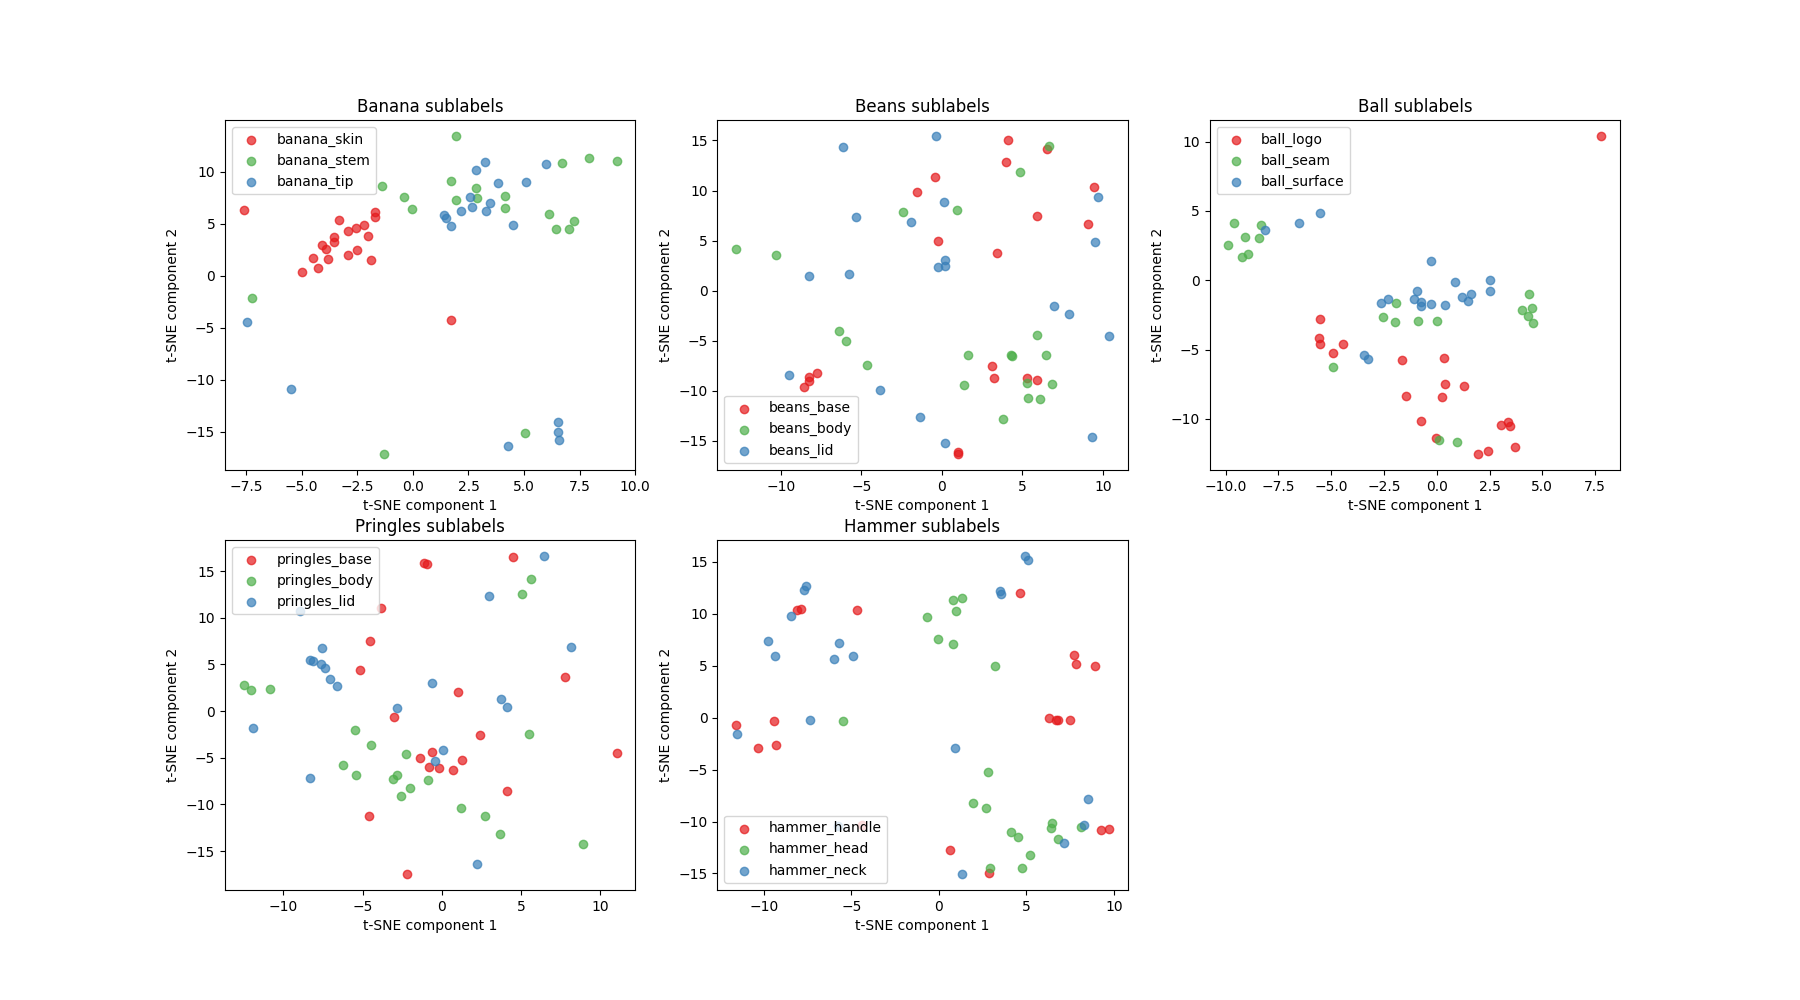 Banana sublabels
banana_skin
banana_stem
banana_tip
10
5
0
−5
−10
−15
t-SNE component 2
−7.5 −5.0 −2.5 0.0 2.5 5.0 7.5 10.0
t-SNE component 1
Beans sublabels
15
10
5
0
−5
−10
−15
t-SNE component 2
beans_base
beans_body
beans_lid
−10 −5 0 5 10
t-SNE component 1
Ball sublabels
ball_logo
ball_seam
ball_surface
10
5
0
−5
−10
t-SNE component 2
−10.0 −7.5 −5.0 −2.5 0.0 2.5 5.0 7.5
t-SNE component 1
Pringles sublabels
pringles_base
pringles_body
pringles_lid
15
10
5
0
−5
−10
−15
t-SNE component 2
−10 −5 0 5 10
t-SNE component 1
Hammer sublabels
15
10
5
0
−5
−10
−15
t-SNE component 2
hammer_handle
hammer_head
hammer_neck
−10 −5 0 5 10
t-SNE component 1